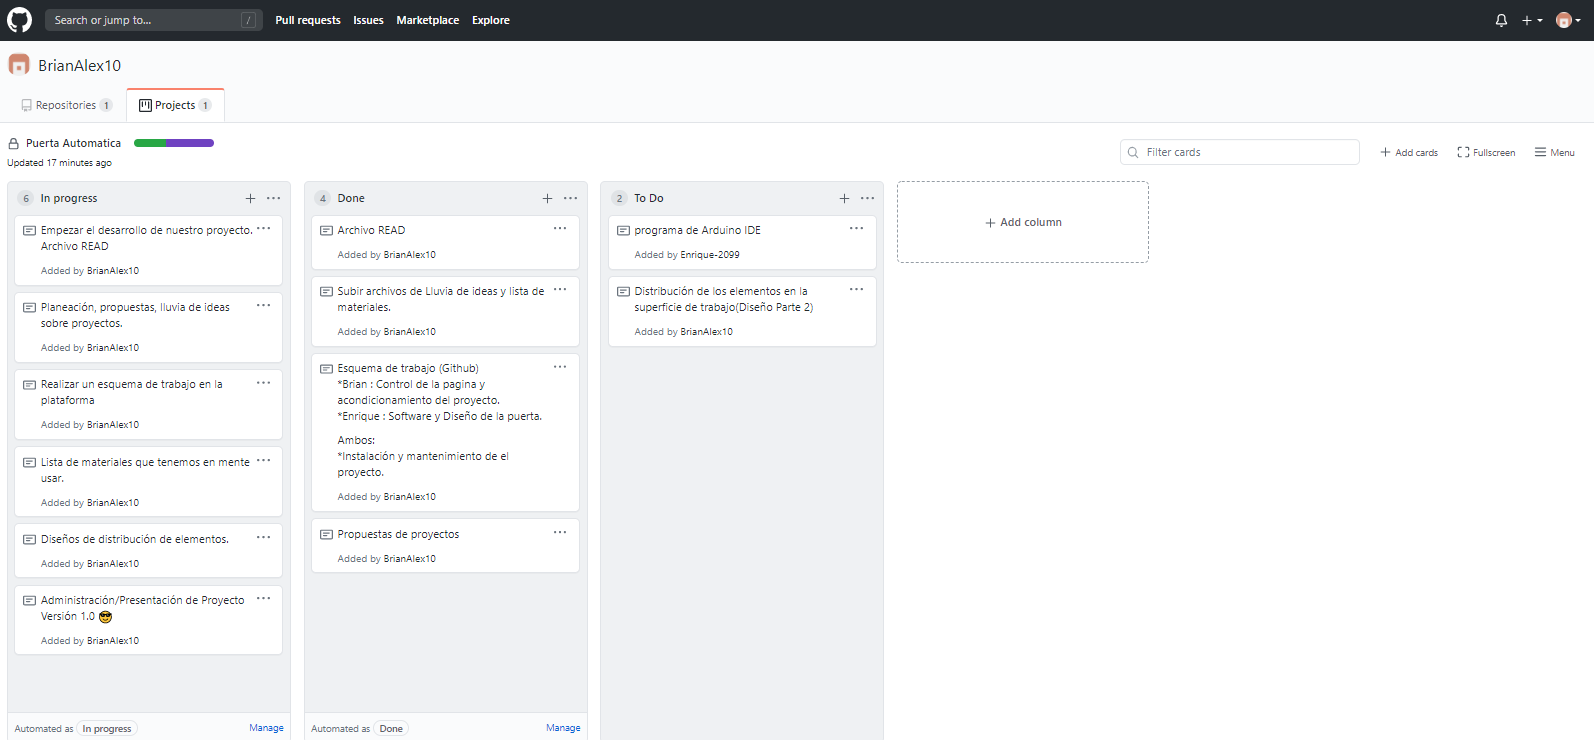 Search or jump to... /
Pull requests Issues Marketplace Explore
BrianAlex10
Repositories 1 Projects 1
Puerta Automatica
Updated 17 minutes ago
Filter cards
Add cards Fullscreen Menu
6 In progress
Empezar el desarrollo de nuestro proyecto.
Archivo READ
Added by BrianAlex10
Planeación, propuestas, lluvia de ideas
sobre proyectos.
Added by BrianAlex10
Realizar un esquema de trabajo en la
plataforma
Added by BrianAlex10
Lista de materiales que tenemos en mente
usar.
Added by BrianAlex10
Diseños de distribución de elementos.
Added by BrianAlex10
Administración/Presentación de Proyecto
Versión 1.0 😎
Added by BrianAlex10
Automated as In progress Manage
4 Done
Archivo READ
Added by BrianAlex10
Subir archivos de Lluvia de ideas y lista de
materiales.
Added by BrianAlex10
Esquema de trabajo (Github)
*Brian : Control de la pagina y
acondicionamiento del proyecto.
*Enrique : Software y Diseño de la puerta.
Ambos:
*Instalación y mantenimiento de el
proyecto.
Added by BrianAlex10
Propuestas de proyectos
Added by BrianAlex10
Automated as Done Manage
2 To Do
programa de Arduino IDE
Added by Enrique-2099
Distribución de los elementos en la
superficie de trabajo(Diseño Parte 2)
Added by BrianAlex10
Add column